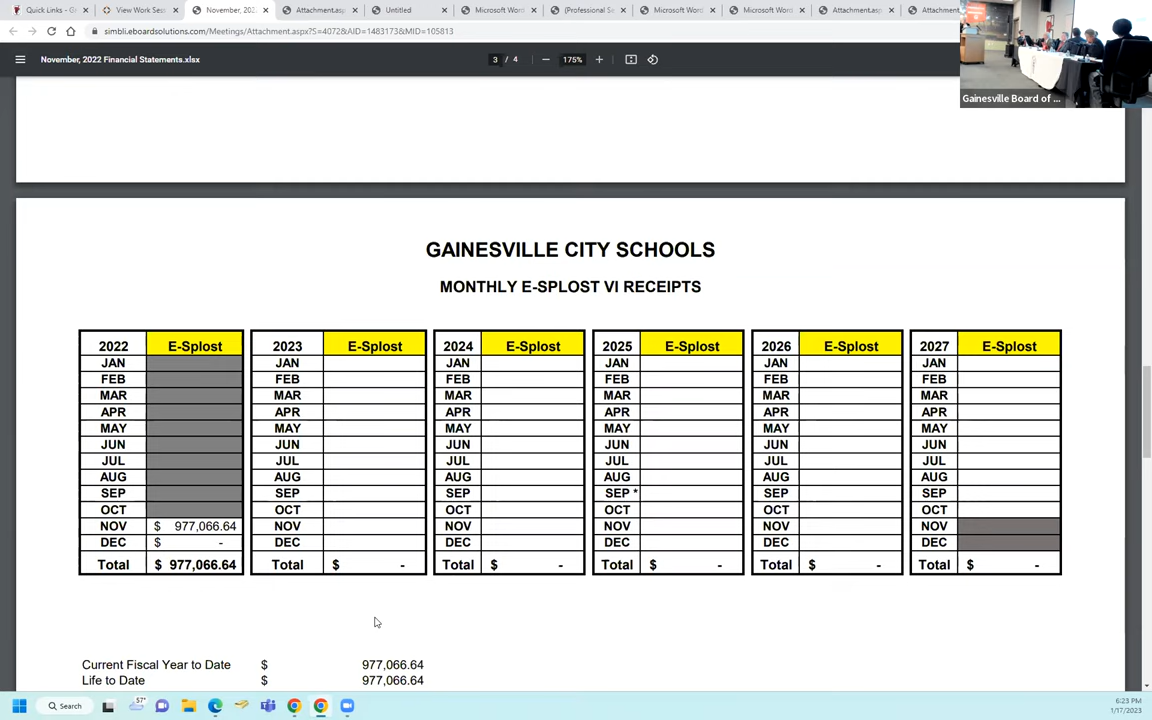 Quick Links - G
View Work Ses
November, 202
Attachment.asp
Untitled
Microsoft Word
(Professional Se
Microsoft Word
Microsoft Word
Attachment.asp
Attachment
simbli.eboardsolutions.com/Meetings/Attachment.aspx?S=4072&AID=1483173&MID=105813
November, 2022 Financial Statements.xlsx
3 / 4
175%
Gainesville Board of ...
GAINESVILLE CITY SCHOOLS
MONTHLY E-SPLOST VI RECEIPTS
2022 E-Splost 2023 E-Splost 2024 E-Splost 2025 E-Splost 2026 E-Splost 2027 E-Splost
JAN JAN JAN JAN JAN JAN
FEB FEB FEB FEB FEB FEB
MAR MAR MAR MAR MAR MAR
APR APR APR APR APR APR
MAY MAY MAY MAY MAY MAY
JUN JUN JUN JUN JUN JUN
JUL JUL JUL JUL JUL JUL
AUG AUG AUG AUG AUG AUG
SEP SEP SEP SEP * SEP SEP
OCT OCT OCT OCT OCT OCT
NOV $ 977,066.64 NOV NOV NOV NOV NOV
DEC $ - DEC DEC DEC DEC DEC
Total $ 977,066.64 Total $ - Total $ - Total $ - Total $ - Total $ -
Current Fiscal Year to Date $ 977,066.64
Life to Date $ 977,066.64
Search
57°
6:23 PM
1/17/2023